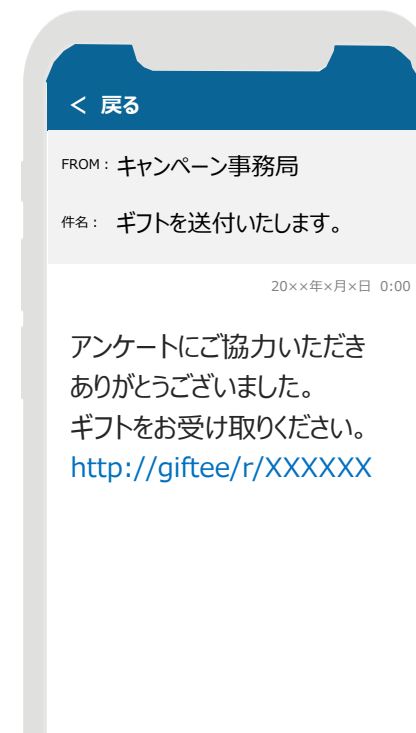 < 戻る
FROM： キャンペーン事務局
件名： ギフトを送付いたします。
20××年×月×日 0:00
アンケートにご協力いただき
ありがとうございました。
ギフトをお受け取りください。
http://giftee/r/XXXXXX